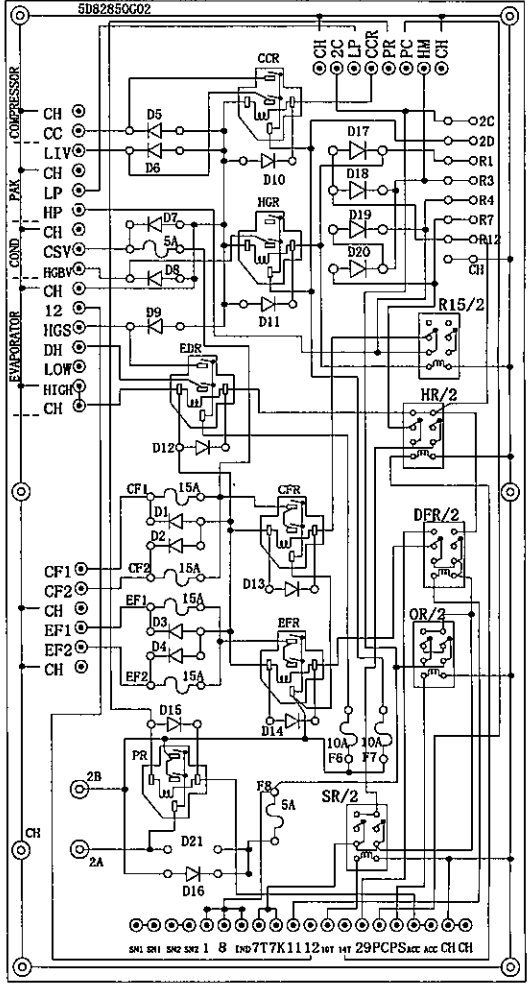 5D82850G02
CH 2C LP CCR PR PC HM CH
CCR
COMPRESSOR
CH
CC
D5
D6
D10
D17
2C
2D
R1
LIV
CH
PAK
LP
HP
D18
R3
R4
D19
R7
R12
D20
CH
HGR
D7
5A
D8
D11
COND
CH
CSV
HGBV
CH
R15/2
EVAPORATOR
12
HGS
DH
LOW
HIGH
CH
D9
EDR
D12
HR/2
CF1
15A
D1
D2
CF2
15A
CFR
D13
DFR/2
CF1
CF2
CH
EF1
EF2
CH
EF1
15A
D3
D4
EF2
15A
EFR
D14
OR/2
D15
PR
10A
F6
10A
F7
2B
F8
5A
SR/2
CH
2A
D21
D16
SN1 SH1 SN2 SN2 1 8 IND 7T 7K 11 12 10T 14T 29 PC PS ACC ACC CH CH